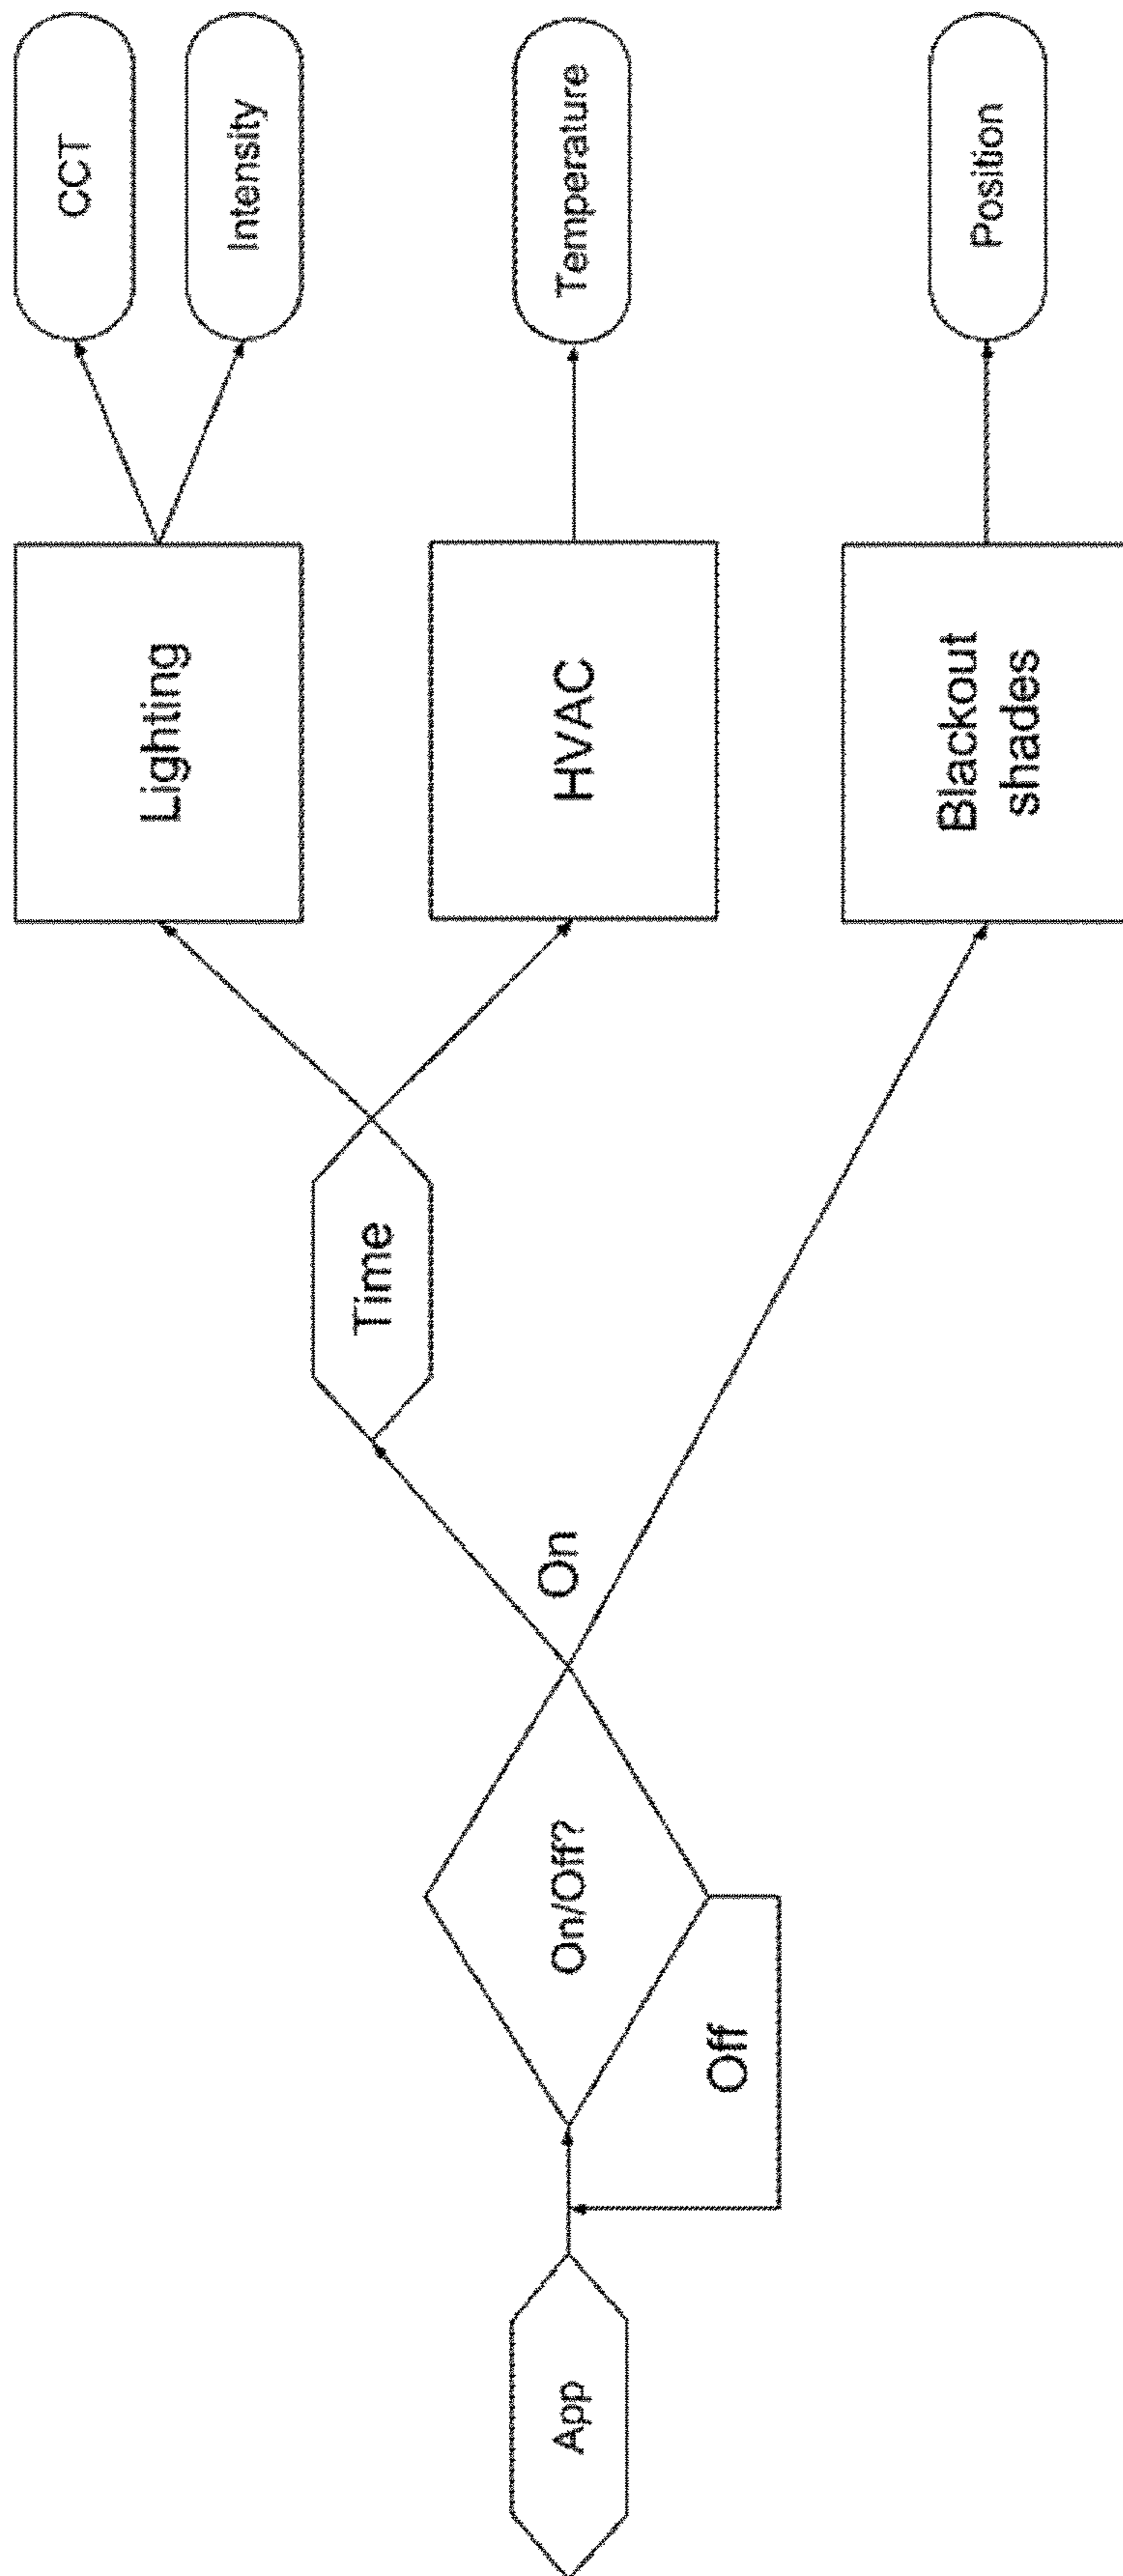 App
On/Off?
Off
On
Time
Lighting
HVAC
Blackout
shades
CCT
Intensity
Temperature
Position